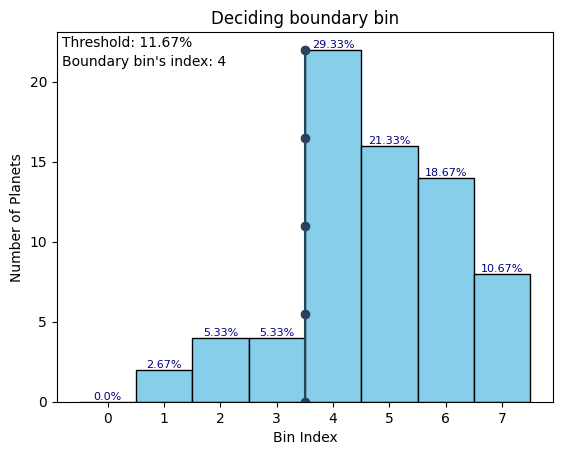 Deciding boundary bin
Threshold: 11.67%
Boundary bin's index: 4
29.33%
21.33%
18.67%
10.67%
5.33%
5.33%
2.67%
0.0%
Number of Planets
20
15
10
5
0
0 1 2 3 4 5 6 7
Bin Index